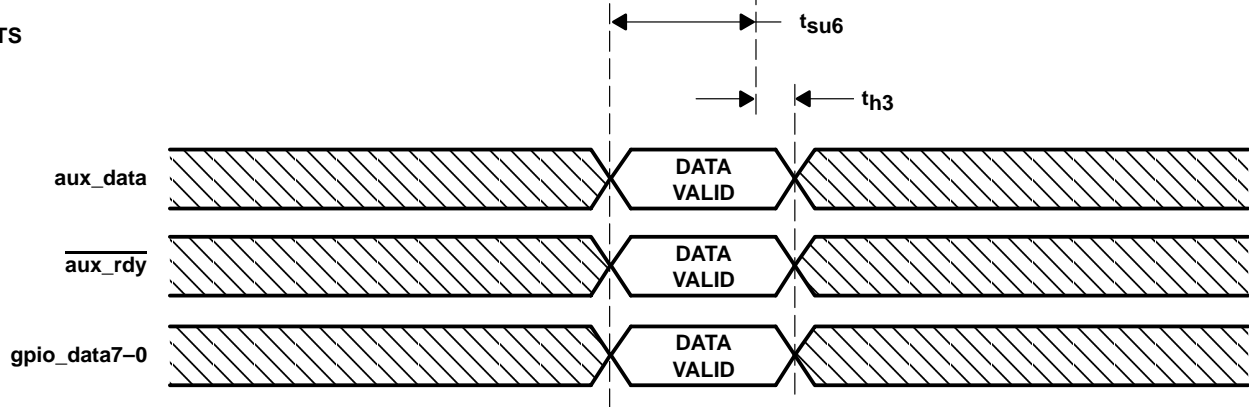 tsu6
TS
th3
aux_data
DATA
VALID
aux_rdy
DATA
VALID
gpio_data7–0
DATA
VALID